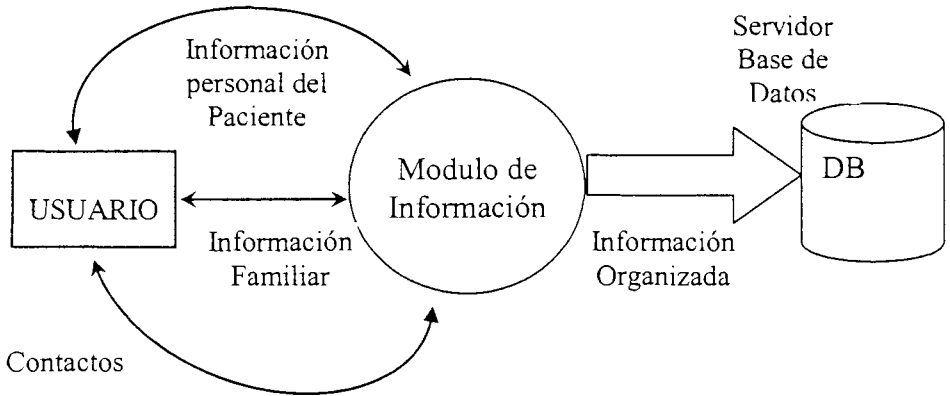 Información
personal del
Paciente
Servidor
Base de
Datos
USUARIO
Modulo de
Información
DB
Información
Familiar
Información
Organizada
Contactos